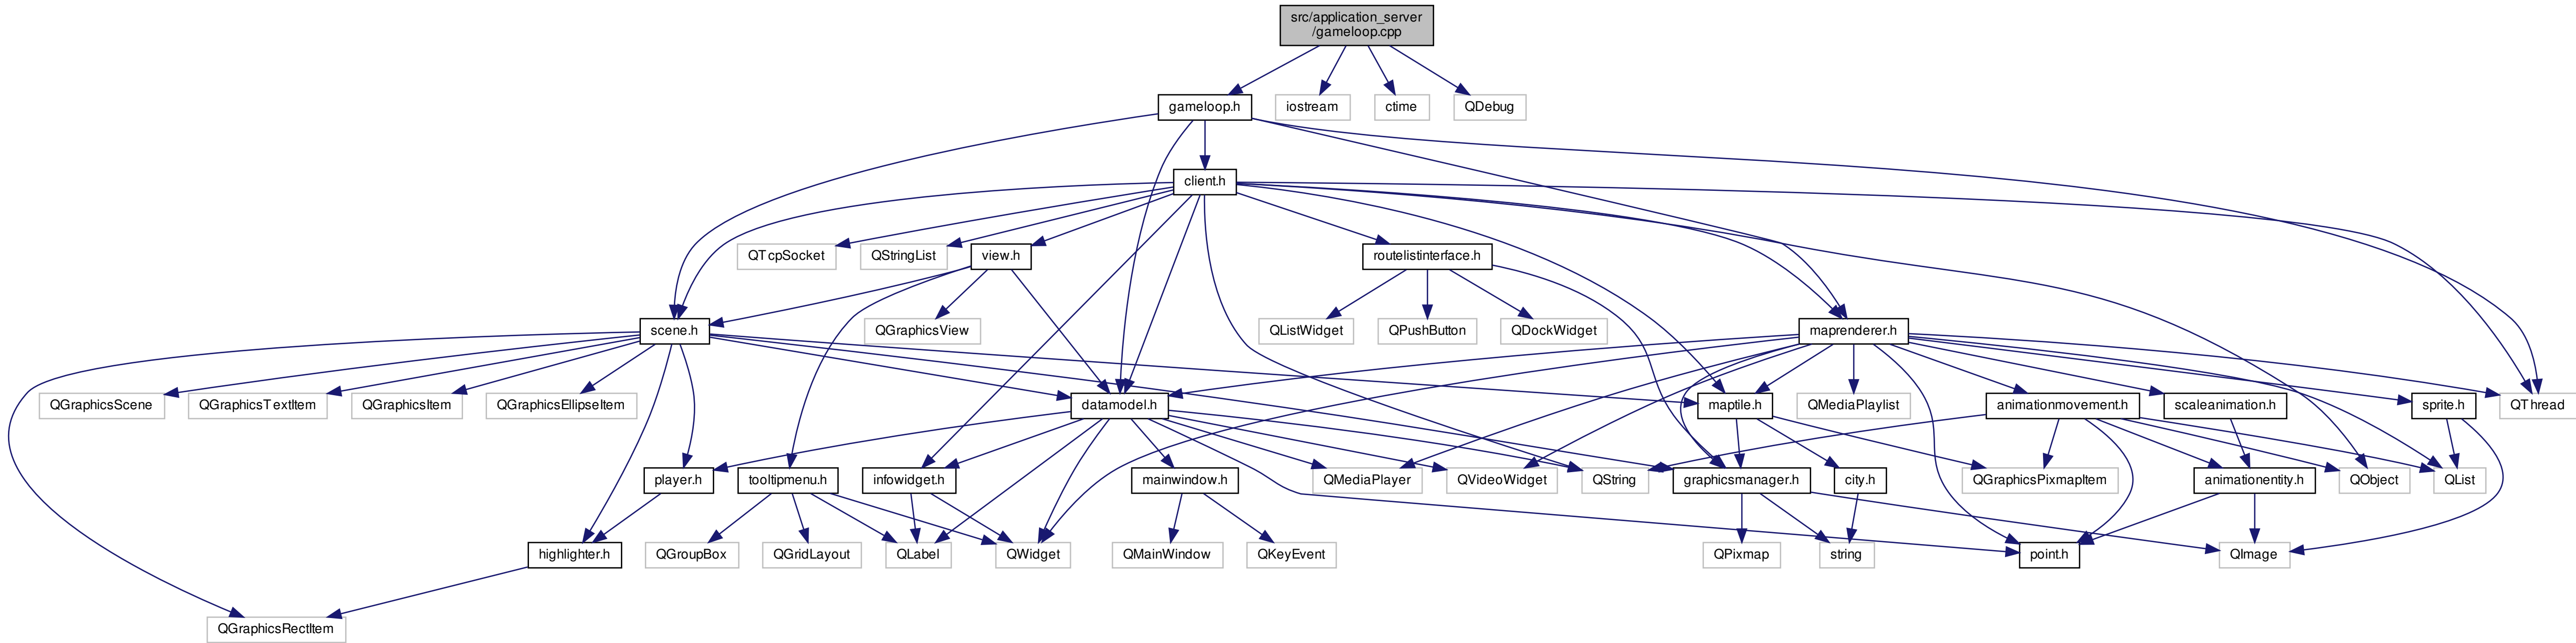 src/application_server
/gameloop.cpp
gameloop.h
iostream
ctime
QDebug
client.h
QTcpSocket
QStringList
view.h
routelistinterface.h
scene.h
QGraphicsView
QListWidget
QPushButton
QDockWidget
maprenderer.h
QGraphicsScene
QGraphicsTextItem
QGraphicsItem
QGraphicsEllipseItem
datamodel.h
maptile.h
QMediaPlaylist
animationmovement.h
scaleanimation.h
sprite.h
QThread
player.h
tooltipmenu.h
infowidget.h
mainwindow.h
QMediaPlayer
QVideoWidget
QString
graphicsmanager.h
city.h
QGraphicsPixmapItem
animationentity.h
QObject
QList
highlighter.h
QGroupBox
QGridLayout
QLabel
QWidget
QMainWindow
QKeyEvent
QPixmap
string
point.h
QImage
QGraphicsRectItem